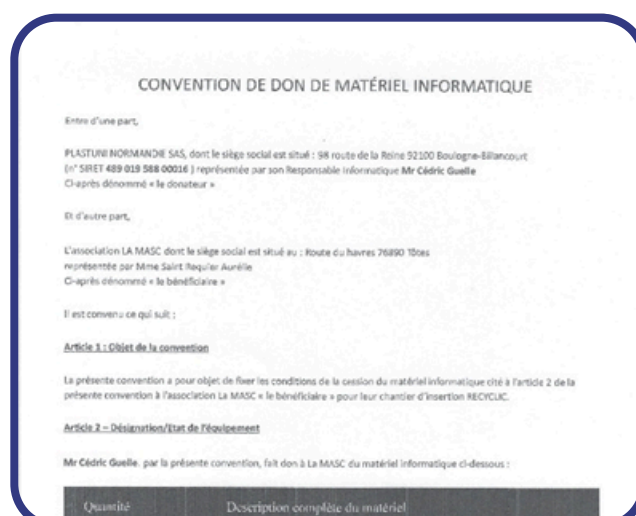 CONVENTION DE DON DE MATÉRIEL INFORMATIQUE
Entre d'une part,
PLASTUNI NORMANDIE SAS, dont le siège social est situé : 98 route de la Reine 92100 Boulogne-Billancourt
(n° SIRET 489 019 588 00016 ) représentée par son Responsable Informatique Mr Cédric Guelle
Ci-après dénommé « le donateur »
Et d'autre part,
L'association LA MASC dont le siège social est situé au : Route du havres 76890 Tôtes
représentée par Mme Saint Requier Aurélie
Ci-après dénommé « le bénéficiaire »
Il est convenu ce qui suit :
Article 1 : Objet de la convention
La présente convention a pour objet de fixer les conditions de la cession du matériel informatique cité à l'article 2 de la
présente convention à l'association La MASC « le bénéficiaire » pour leur chantier d'insertion RECYCLIC.
Article 2 – Désignation/Etat de l'équipement
Mr Cédric Guelle, par la présente convention, fait don à La MASC du matériel informatique ci-dessous :
Quantité Description complète du matériel